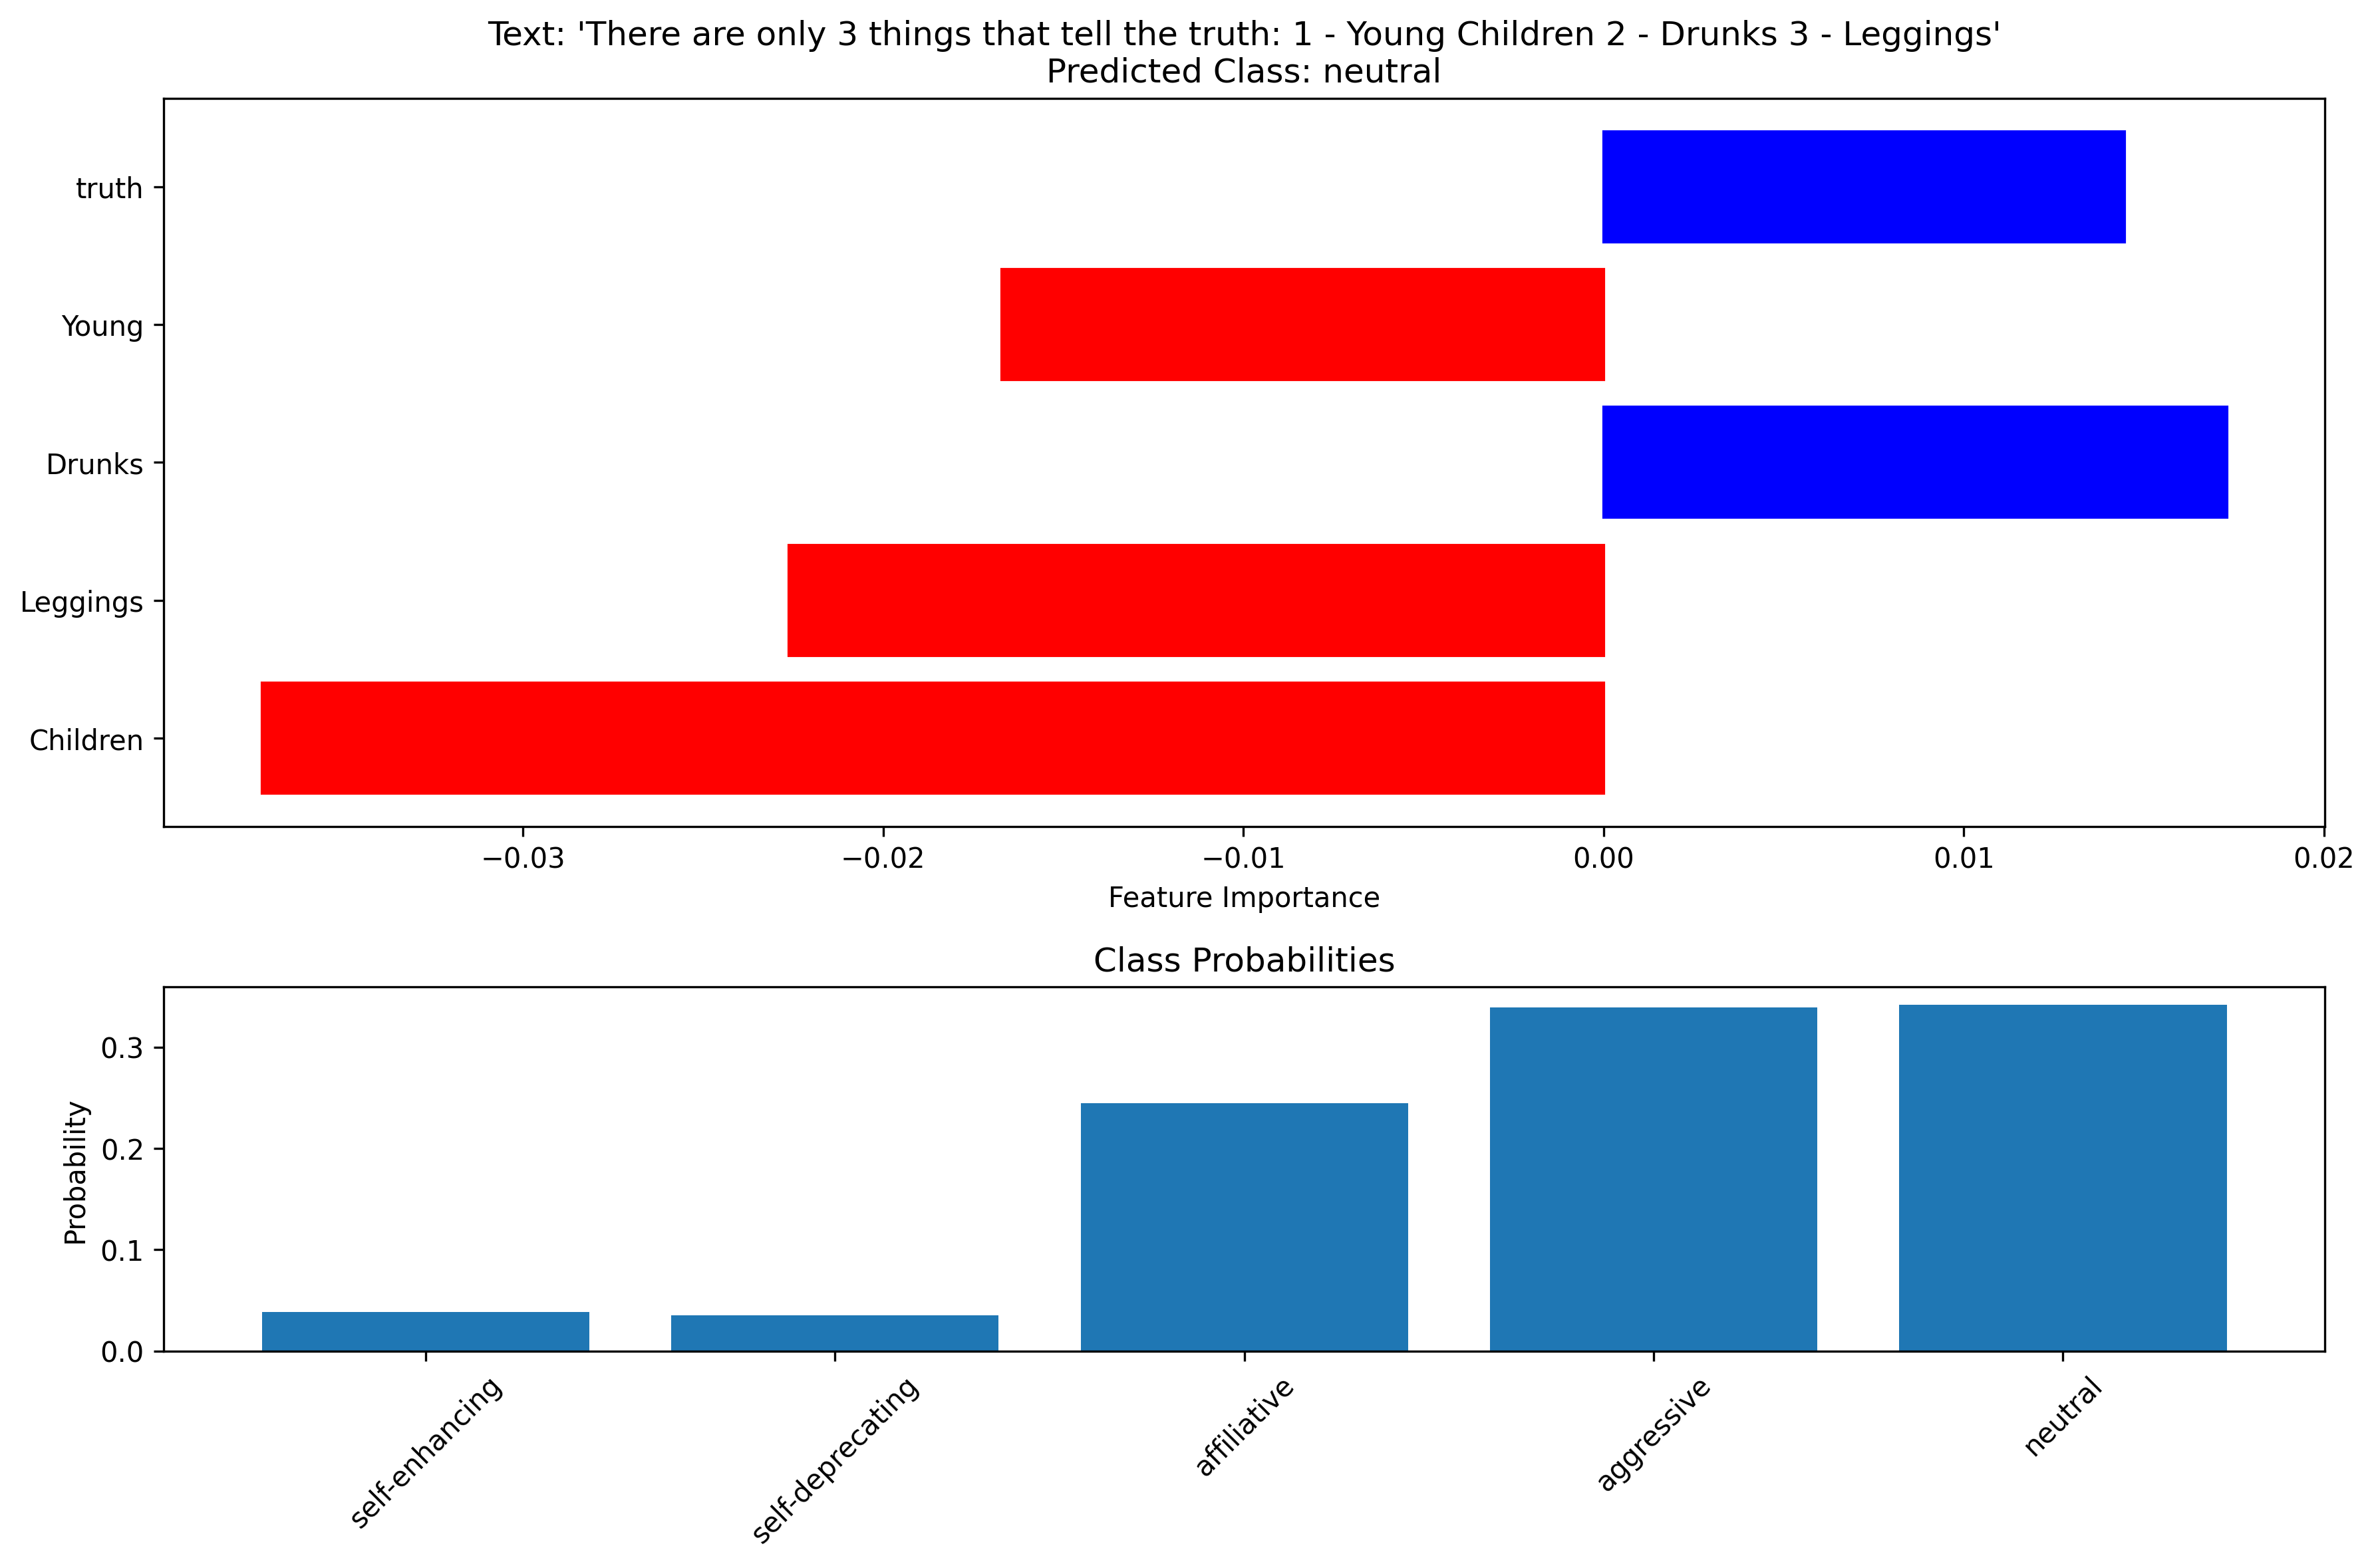 Text: 'There are only 3 things that tell the truth: 1 - Young Children 2 - Drunks 3 - Leggings'
Predicted Class: neutral
truth
Young
Drunks
Leggings
Children
−0.03 −0.02 −0.01 0.00 0.01 0.02
Feature Importance
Class Probabilities
Probability
0.3
0.2
0.1
0.0
self-enhancing self-deprecating affiliative aggressive neutral